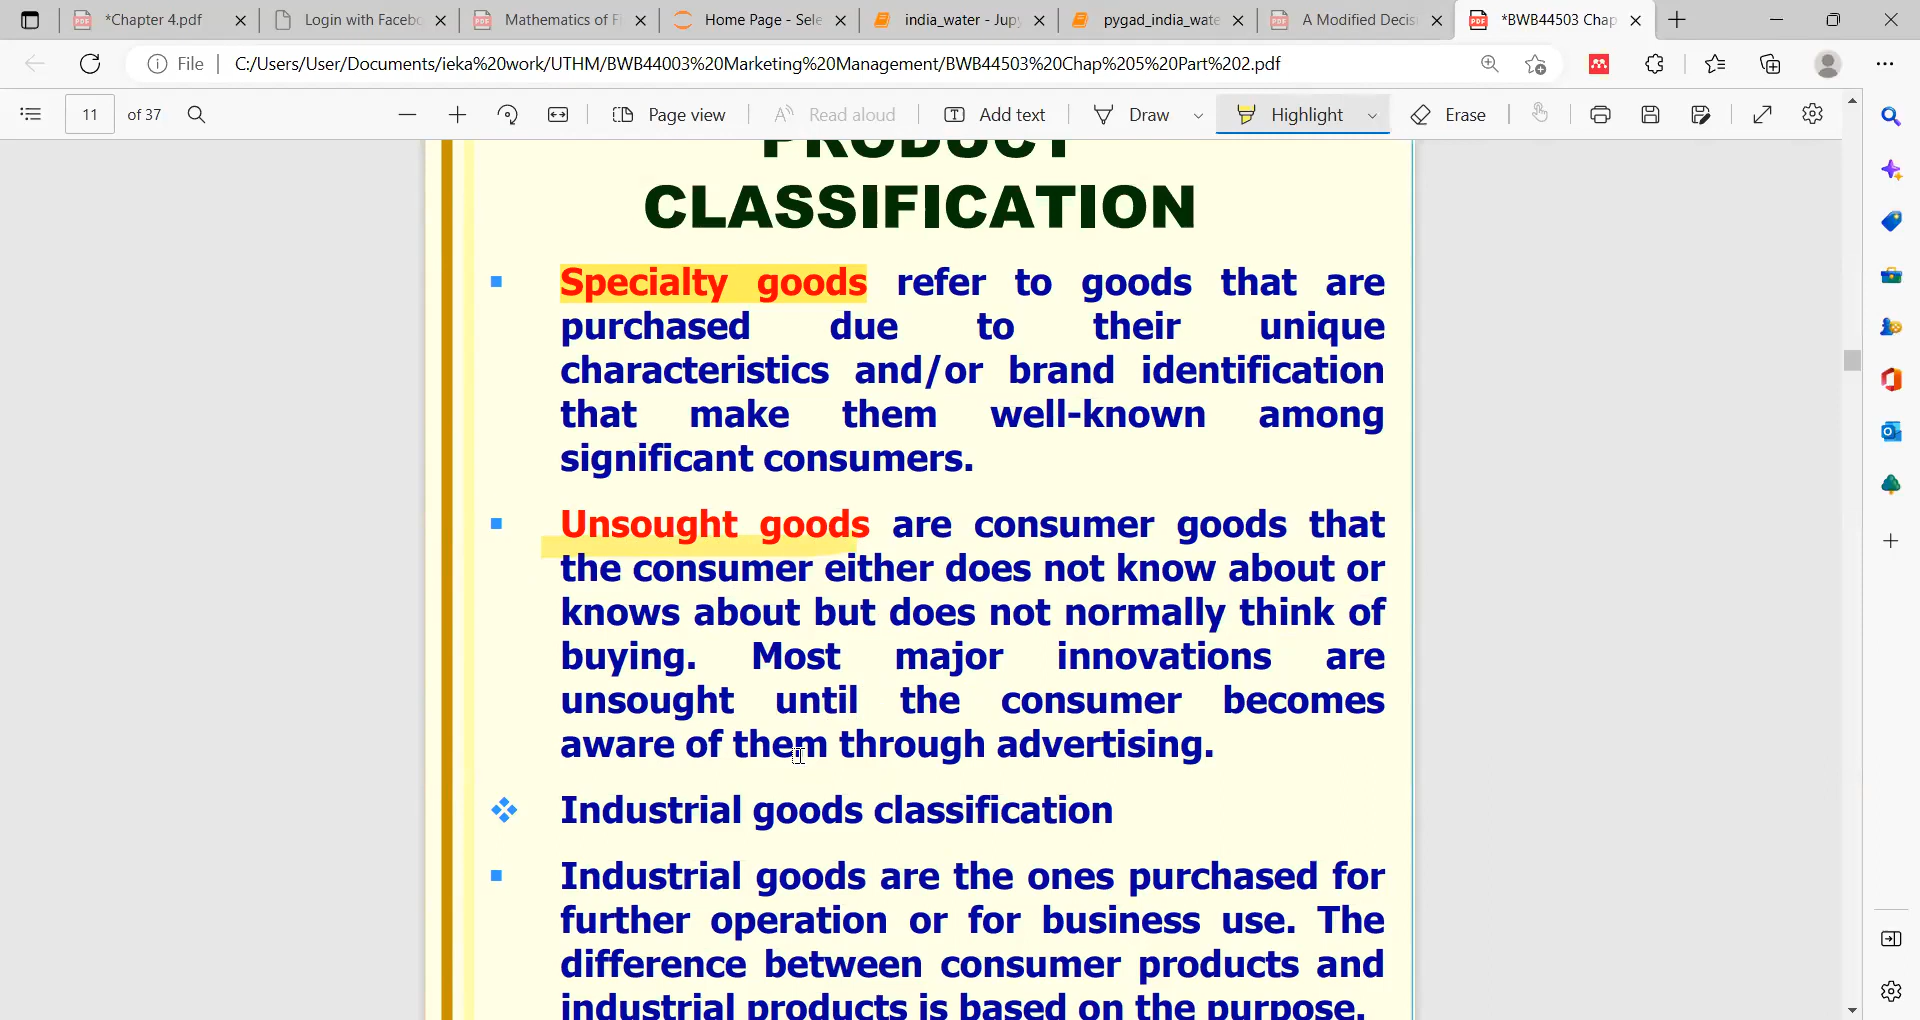 *Chapter 4.pdf
Login with Facebo
Mathematics of F
Home Page - Sele
india_water - Jup
pygad_india_wate
A Modified Decis
*BWB44503 Chap
File
C:/Users/User/Documents/ieka%20work/UTHM/BWB44003%20Marketing%20Management/BWB44503%20Chap%205%20Part%202.pdf
11 of 37
Page view
Read aloud
Add text
Draw
Highlight
Erase
PRODUCT
CLASSIFICATION
Specialty goods refer to goods that are
purchased due to their unique
characteristics and/or brand identification
that make them well-known among
significant consumers.
Unsought goods are consumer goods that
the consumer either does not know about or
knows about but does not normally think of
buying. Most major innovations are
unsought until the consumer becomes
aware of them through advertising.
Industrial goods classification
Industrial goods are the ones purchased for
further operation or for business use. The
difference between consumer products and
industrial products is based on the purpose.